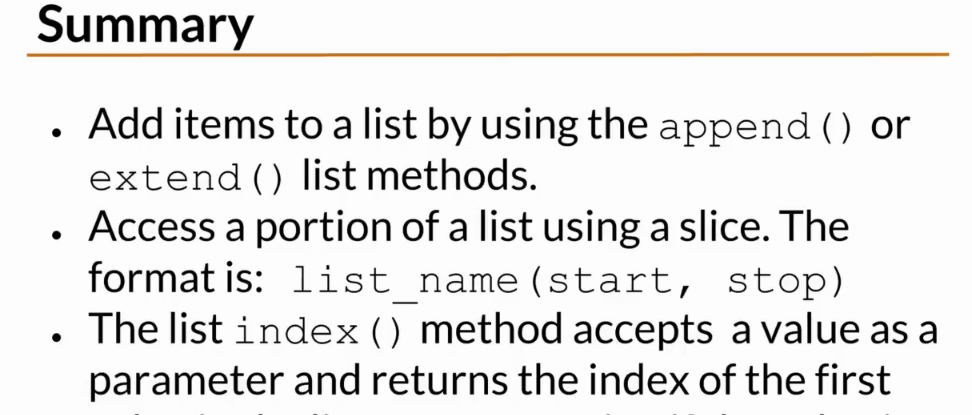 Summary
• Add items to a list by using the append() or
extend() list methods.
• Access a portion of a list using a slice. The
format is: list_name(start, stop)
• The list index() method accepts a value as a
parameter and returns the index of the first